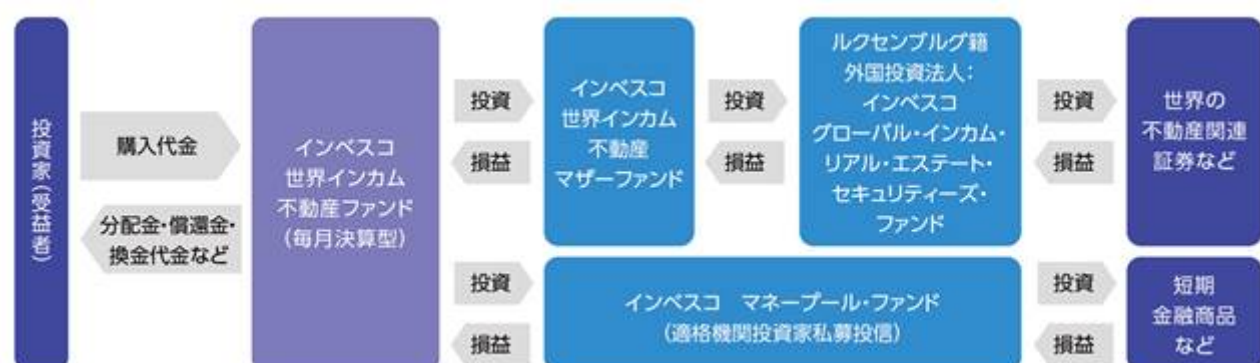 投資家(受益者)
購入代金
分配金・償還金・
換金代金など
インベスコ
世界インカム
不動産ファンド
(毎月決算型)
投資
損益
インベスコ
世界インカム
不動産
マザーファンド
投資
損益
ルクセンブルグ籍
外国投資法人:
インベスコ
グローバル・インカム・
リアル・エステート・
セキュリティーズ・
ファンド
投資
損益
世界の
不動産関連
証券など
投資
損益
インベスコ　マネープール・ファンド
(適格機関投資家私募投信)
投資
損益
短期
金融商品
など